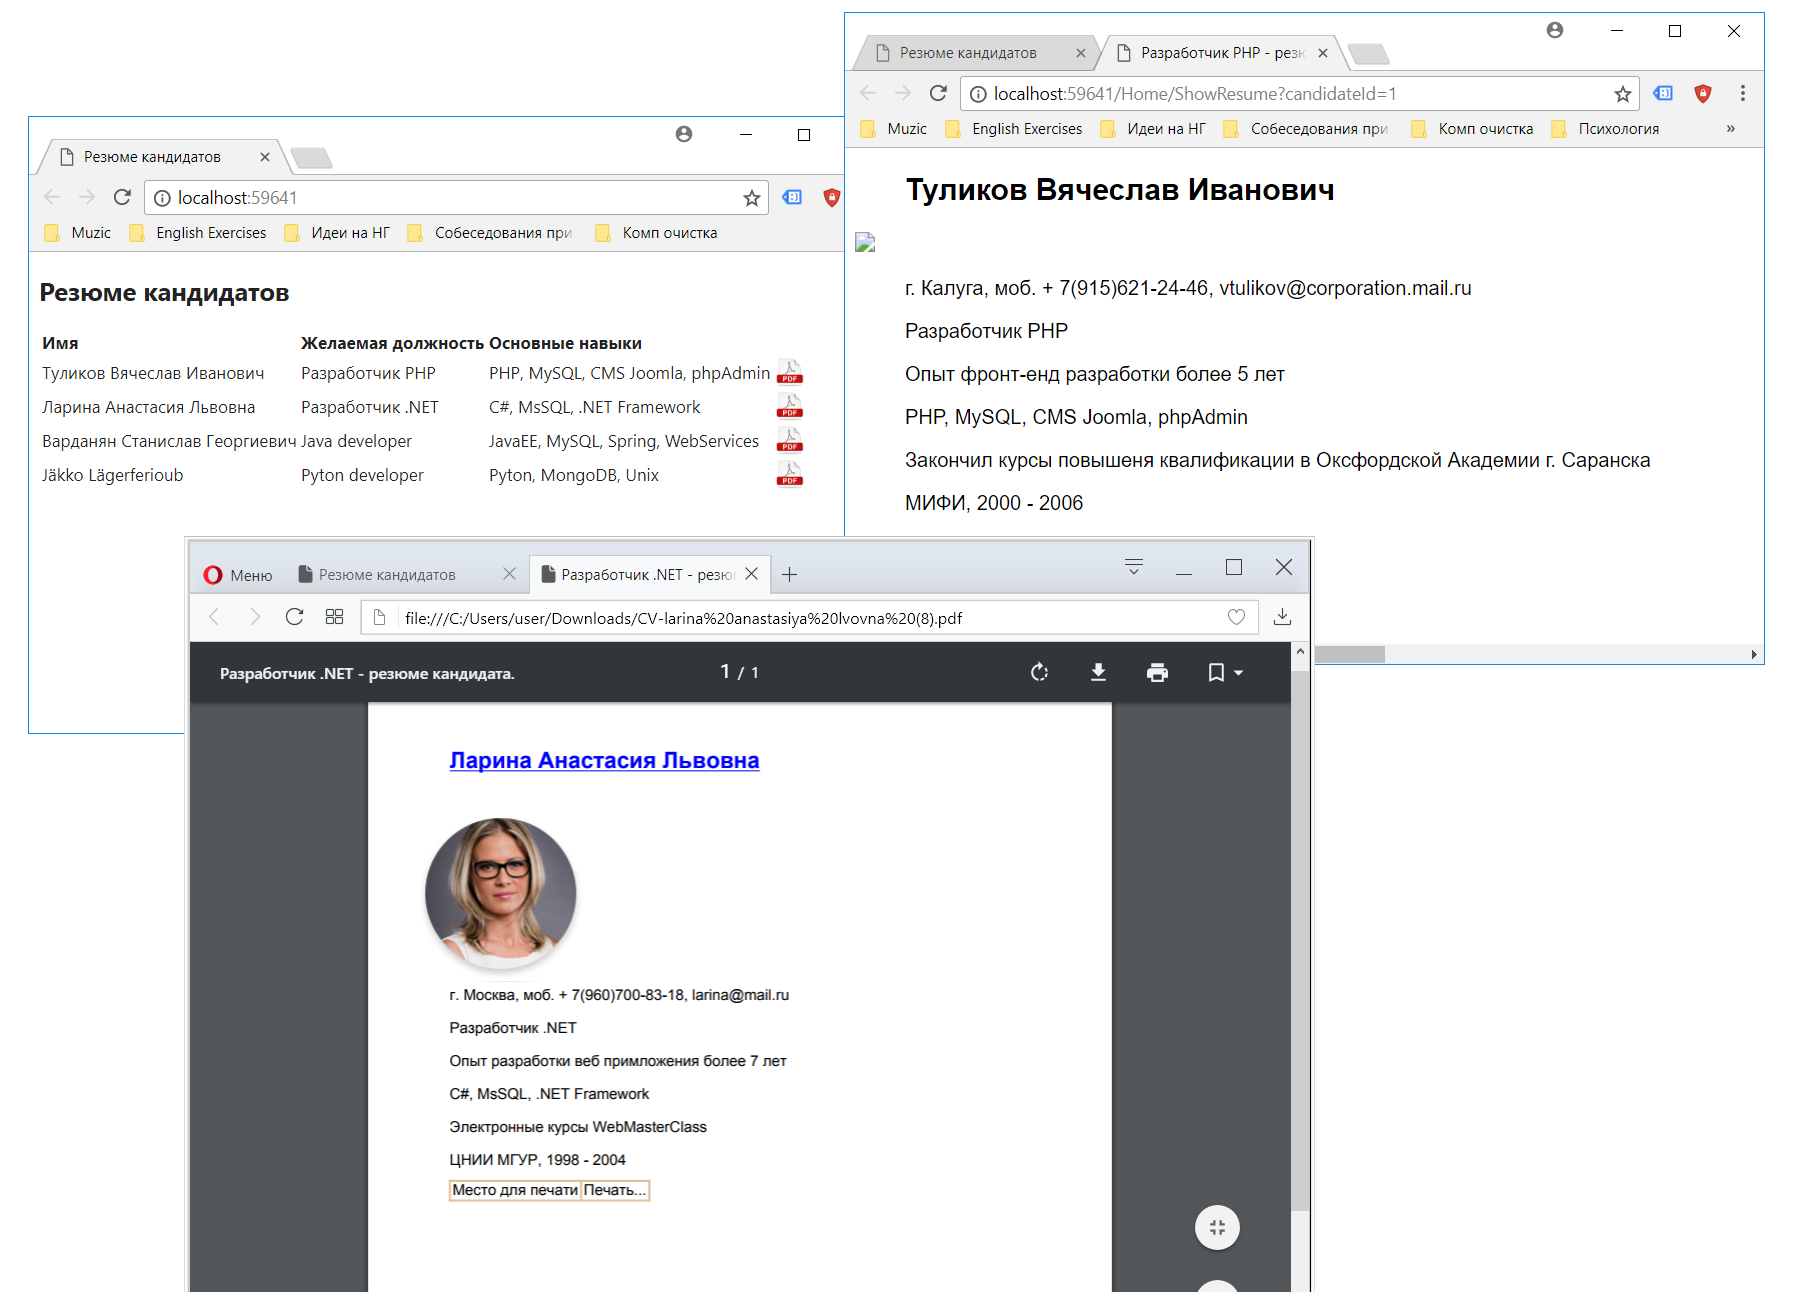 Резюме кандидатов
localhost:59641
Muzic English Exercises Идеи на НГ Собеседования при Комп очистка
Резюме кандидатов
Имя Желаемая должность Основные навыки
Туликов Вячеслав Иванович Разработчик PHP PHP, MySQL, CMS Joomla, phpAdmin PDF
Ларина Анастасия Львовна Разработчик .NET C#, MsSQL, .NET Framework PDF
Варданян Станислав Георгиевич Java developer JavaEE, MySQL, Spring, WebServices PDF
Jäkko Lägerferioub Pyton developer Pyton, MongoDB, Unix PDF
Резюме кандидатов Разработчик PHP - рез
localhost:59641/Home/ShowResume?candidateId=1
Muzic English Exercises Идеи на НГ Собеседования при Комп очистка Психология »
Туликов Вячеслав Иванович
г. Калуга, моб. + 7(915)621-24-46, vtulikov@corporation.mail.ru
Разработчик PHP
Опыт фронт-енд разработки более 5 лет
PHP, MySQL, CMS Joomla, phpAdmin
Закончил курсы повышеня квалификации в Оксфордской Академии г. Саранска
МИФИ, 2000 - 2006
Меню Резюме кандидатов Разработчик .NET - резю
file:///C:/Users/user/Downloads/CV-larina%20anastasiya%20lvovna%20(8).pdf
Разработчик .NET - резюме кандидата. 1 / 1
Ларина Анастасия Львовна
г. Москва, моб. + 7(960)700-83-18, larina@mail.ru
Разработчик .NET
Опыт разработки веб примложения более 7 лет
C#, MsSQL, .NET Framework
Электронные курсы WebMasterClass
ЦНИИ МГУР, 1998 - 2004
Место для печати Печать...